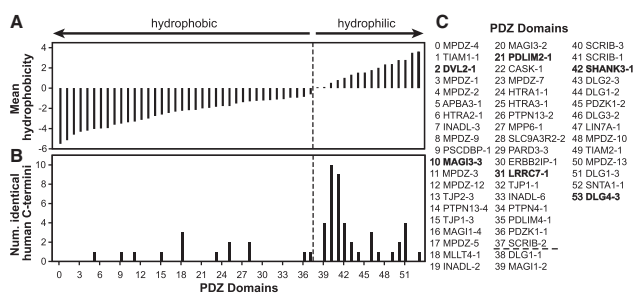 A
hydrophobic
hydrophilic
C
PDZ Domains
Mean
hydrophobicity
4
2
0
-2
-4
-6
B
Num. identical
human C-termini
10
8
6
4
2
0
0 3 6 9 12 15 18 21 24 27 30 33 36 39 42 45 48 51
PDZ Domains
0 MPDZ-4
1 TIAM1-1
2 DVL2-1
3 MPDZ-1
4 MPDZ-2
5 APBA3-1
6 HTRA2-1
7 INADL-3
8 MPDZ-9
9 PSCDBP-1
10 MAGI3-3
11 MPDZ-3
12 MPDZ-12
13 TJP2-3
14 PTPN13-4
15 TJP1-3
16 MAGI1-4
17 MPDZ-5
18 MLLT4-1
19 INADL-2
20 MAGI3-2
21 PDLIM2-1
22 CASK-1
23 MPDZ-7
24 HTRA1-1
25 HTRA3-1
26 PTPN13-2
27 MPP6-1
28 SLC9A3R2-2
29 PARD3-3
30 ERBB2IP-1
31 LRRC7-1
32 TJP1-1
33 INADL-6
34 PTPN4-1
35 PDLIM4-1
36 PDZK1-1
37 SCRIB-2
38 DLG1-1
39 MAGI1-2
40 SCRIB-3
41 SCRIB-1
42 SHANK3-1
43 DLG2-3
44 DLG1-2
45 PDZK1-2
46 DLG3-2
47 LIN7A-1
48 MPDZ-10
49 TIAM2-1
50 MPDZ-13
51 DLG1-3
52 SNTA1-1
53 DLG4-3